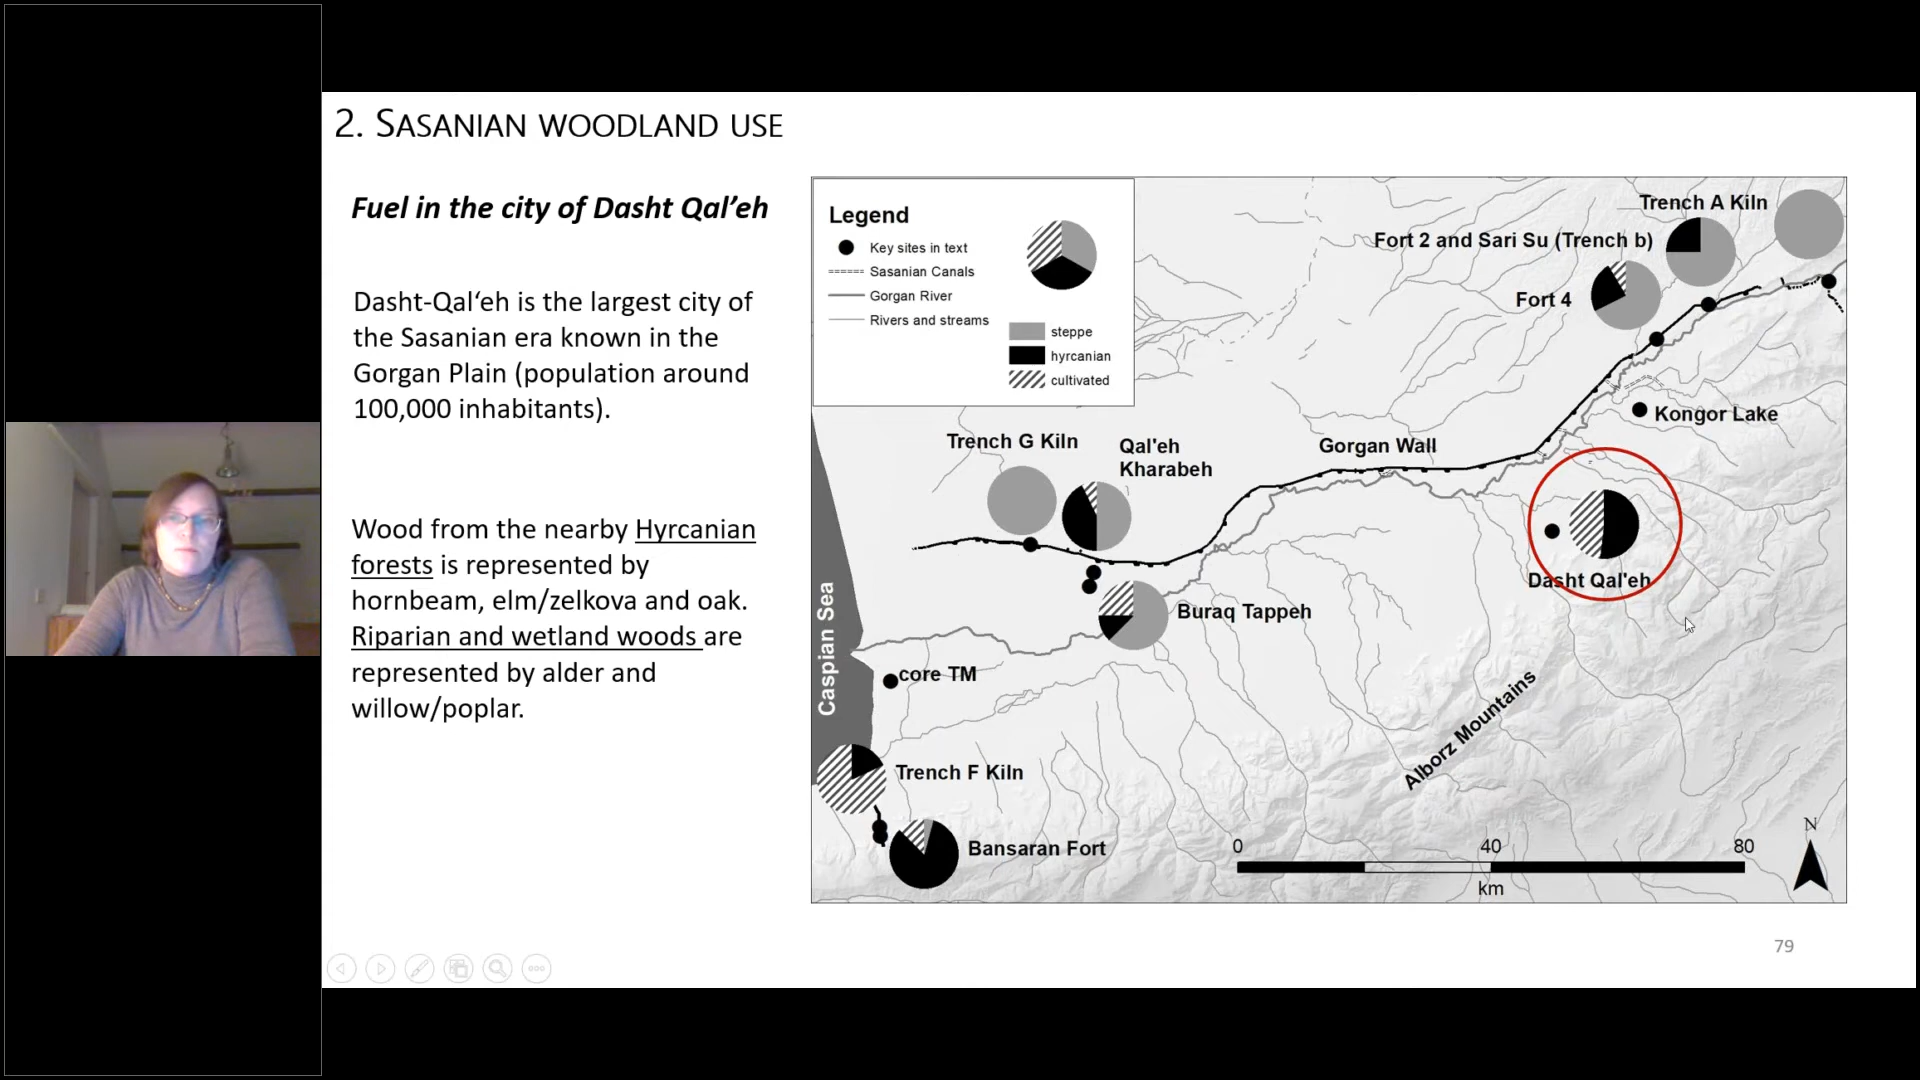 2. SASANIAN WOODLAND USE
Fuel in the city of Dasht Qal’eh
Dasht-Qal‘eh is the largest city of
the Sasanian era known in the
Gorgan Plain (population around
100,000 inhabitants).
Wood from the nearby Hyrcanian
forests is represented by
hornbeam, elm/zelkova and oak.
Riparian and wetland woods are
represented by alder and
willow/poplar.
Legend
Key sites in text
Sasanian Canals
Gorgan River
Rivers and streams
steppe
hyrcanian
cultivated
Trench A Kiln
Fort 2 and Sari Su (Trench b)
Fort 4
Kongor Lake
Trench G Kiln
Qal'eh
Kharabeh
Gorgan Wall
Dasht Qal'eh
Buraq Tappeh
Caspian Sea
core TM
Alborz Mountains
Trench F Kiln
Bansaran Fort
0 40 80
km
N
79